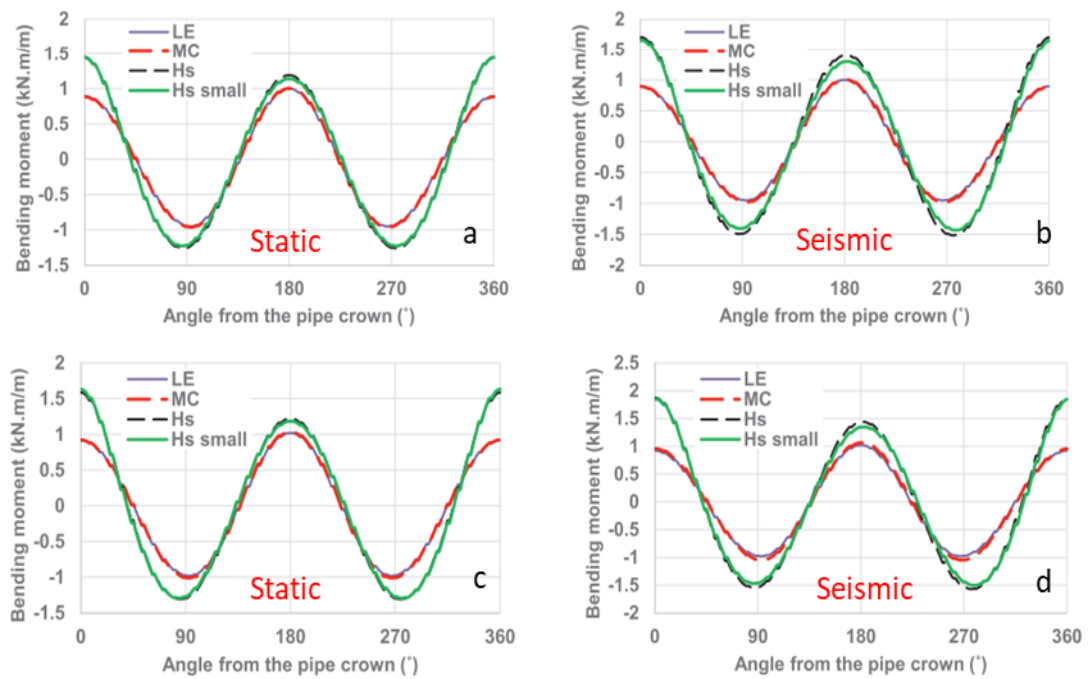 2
1.5
1
0.5
0
-0.5
-1
-1.5
Bending moment (kN.m/m)
LE
MC
Hs
Hs small
Static
a
0 90 180 270 360
Angle from the pipe crown (°)
2
1.5
1
0.5
0
-0.5
-1
-1.5
-2
Bending moment (kN.m/m)
LE
MC
Hs
Hs small
Seismic
b
0 90 180 270 360
Angle from the pipe crown (°)
2
1.5
1
0.5
0
-0.5
-1
-1.5
Bending moment (kN.m/m)
LE
MC
Hs
Hs small
Static
c
0 90 180 270 360
Angle from the pipe crown (°)
2.5
2
1.5
1
0.5
0
-0.5
-1
-1.5
-2
Bending moment (kN.m/m)
LE
MC
Hs
Hs small
Seismic
d
0 90 180 270 360
Angle from the pipe crown (°)